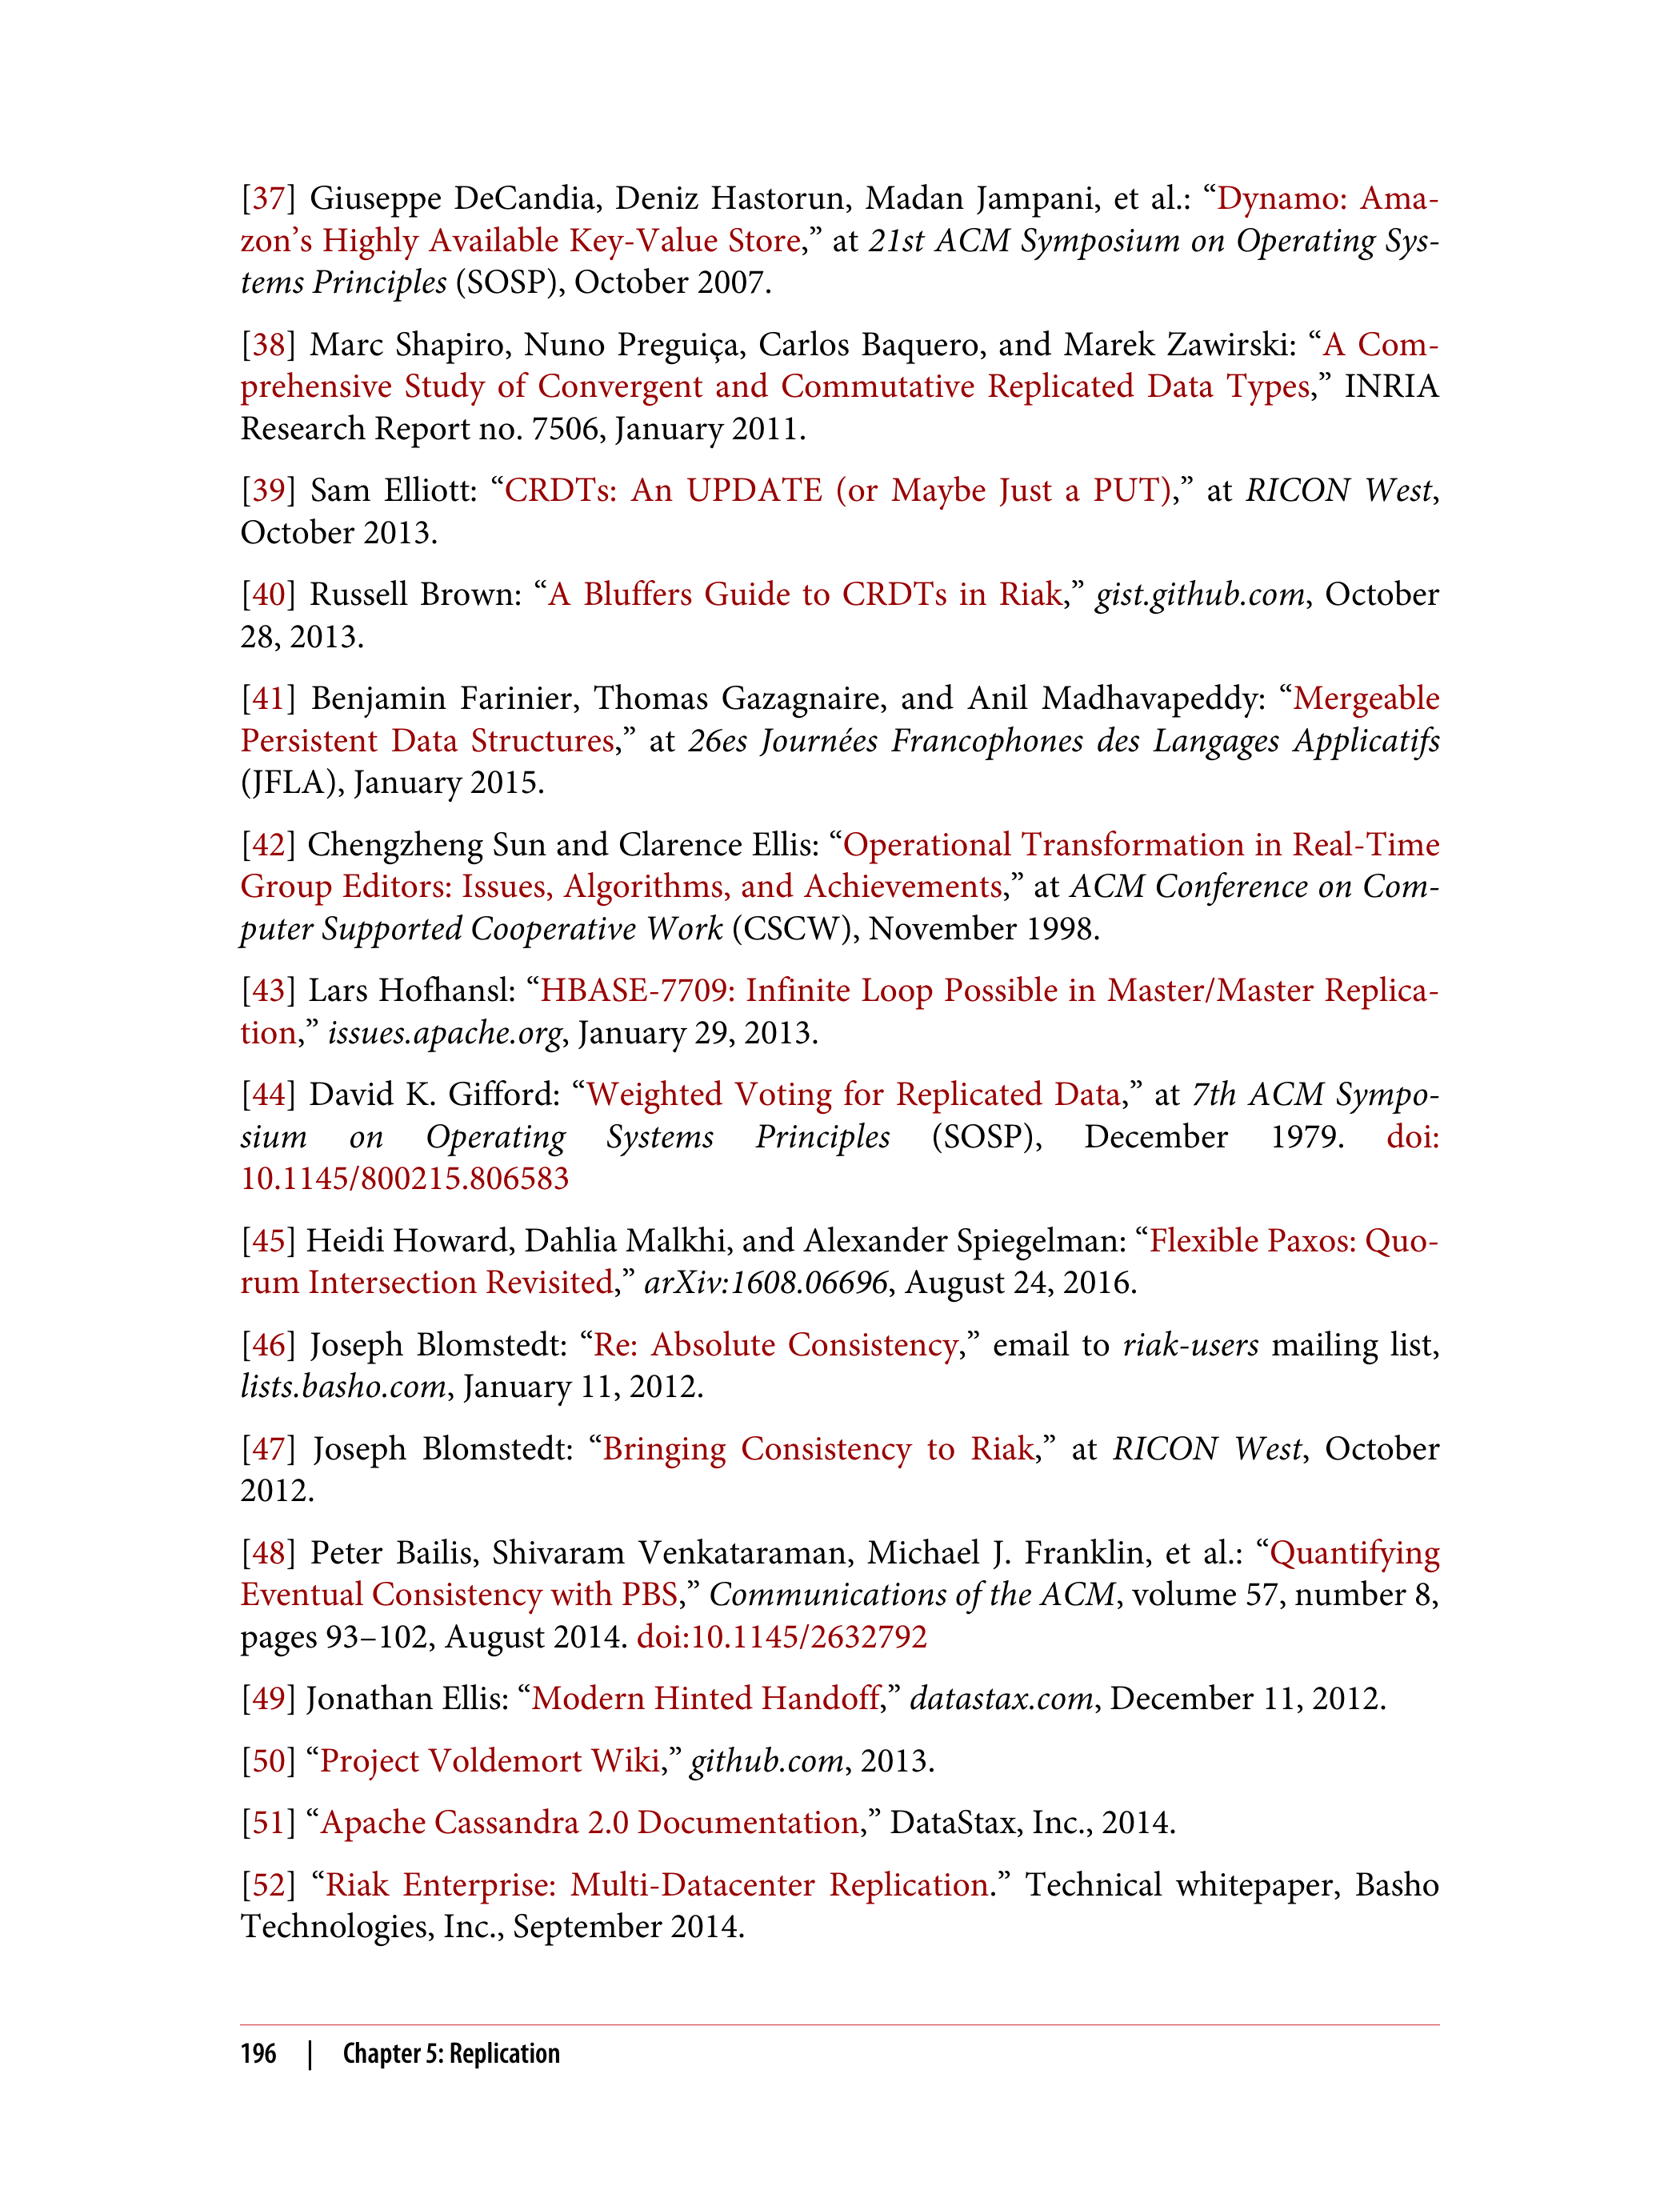 [37] Giuseppe DeCandia, Deniz Hastorun, Madan Jampani, et al.: “Dynamo: Ama-
zon’s Highly Available Key-Value Store,” at 21st ACM Symposium on Operating Sys-
tems Principles (SOSP), October 2007.
[38] Marc Shapiro, Nuno Preguiça, Carlos Baquero, and Marek Zawirski: “A Com-
prehensive Study of Convergent and Commutative Replicated Data Types,” INRIA
Research Report no. 7506, January 2011.
[39] Sam Elliott: “CRDTs: An UPDATE (or Maybe Just a PUT),” at RICON West,
October 2013.
[40] Russell Brown: “A Bluffers Guide to CRDTs in Riak,” gist.github.com, October
28, 2013.
[41] Benjamin Farinier, Thomas Gazagnaire, and Anil Madhavapeddy: “Mergeable
Persistent Data Structures,” at 26es Journées Francophones des Langages Applicatifs
(JFLA), January 2015.
[42] Chengzheng Sun and Clarence Ellis: “Operational Transformation in Real-Time
Group Editors: Issues, Algorithms, and Achievements,” at ACM Conference on Com-
puter Supported Cooperative Work (CSCW), November 1998.
[43] Lars Hofhansl: “HBASE-7709: Infinite Loop Possible in Master/Master Replica-
tion,” issues.apache.org, January 29, 2013.
[44] David K. Gifford: “Weighted Voting for Replicated Data,” at 7th ACM Sympo-
sium on Operating Systems Principles (SOSP), December 1979. doi:
10.1145/800215.806583
[45] Heidi Howard, Dahlia Malkhi, and Alexander Spiegelman: “Flexible Paxos: Quo-
rum Intersection Revisited,” arXiv:1608.06696, August 24, 2016.
[46] Joseph Blomstedt: “Re: Absolute Consistency,” email to riak-users mailing list,
lists.basho.com, January 11, 2012.
[47] Joseph Blomstedt: “Bringing Consistency to Riak,” at RICON West, October
2012.
[48] Peter Bailis, Shivaram Venkataraman, Michael J. Franklin, et al.: “Quantifying
Eventual Consistency with PBS,” Communications of the ACM, volume 57, number 8,
pages 93–102, August 2014. doi:10.1145/2632792
[49] Jonathan Ellis: “Modern Hinted Handoff,” datastax.com, December 11, 2012.
[50] “Project Voldemort Wiki,” github.com, 2013.
[51] “Apache Cassandra 2.0 Documentation,” DataStax, Inc., 2014.
[52] “Riak Enterprise: Multi-Datacenter Replication.” Technical whitepaper, Basho
Technologies, Inc., September 2014.
196 | Chapter 5: Replication